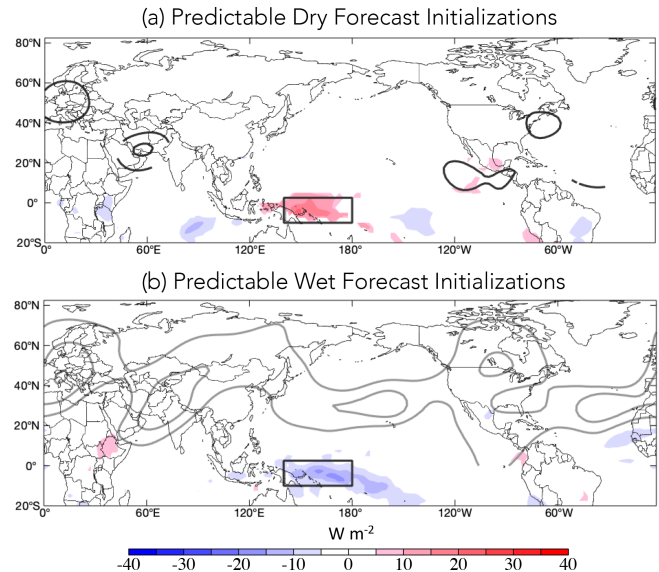 (a) Predictable Dry Forecast Initializations
80°N
60°N
40°N
20°N
0°
20°S
0° 60°E 120°E 180° 120°W 60°W
(b) Predictable Wet Forecast Initializations
80°N
60°N
40°N
20°N
0°
20°S
0° 60°E 120°E 180° 120°W 60°W
W m-2
-40 -30 -20 -10 0 10 20 30 40